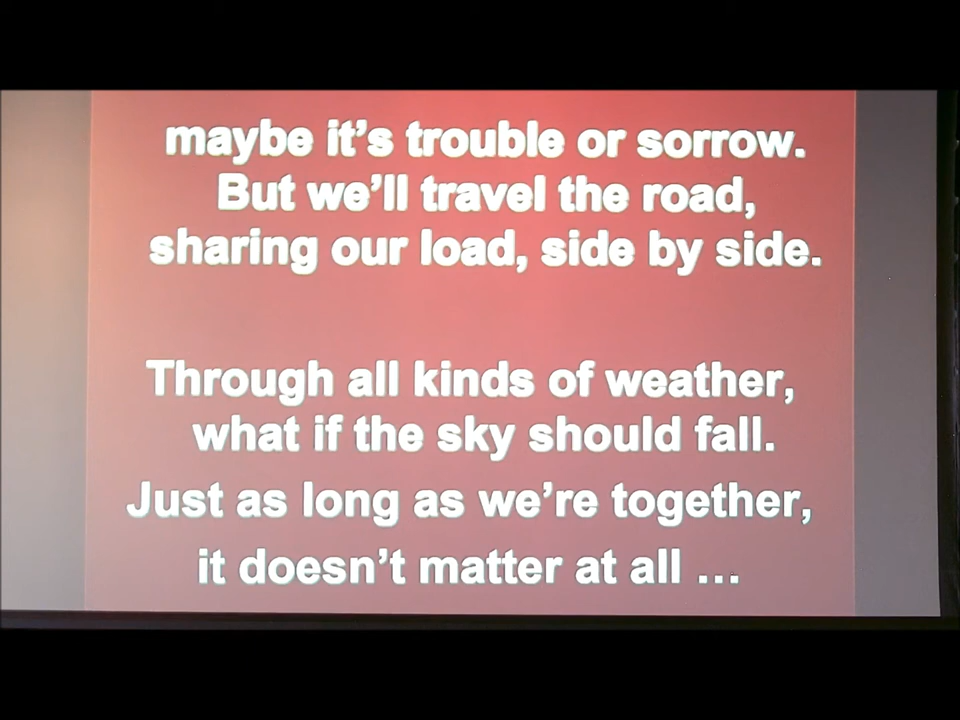 maybe it's trouble or sorrow.
But we'll travel the road,
sharing our load, side by side.
Through all kinds of weather,
what if the sky should fall.
Just as long as we're together,
it doesn't matter at all ...